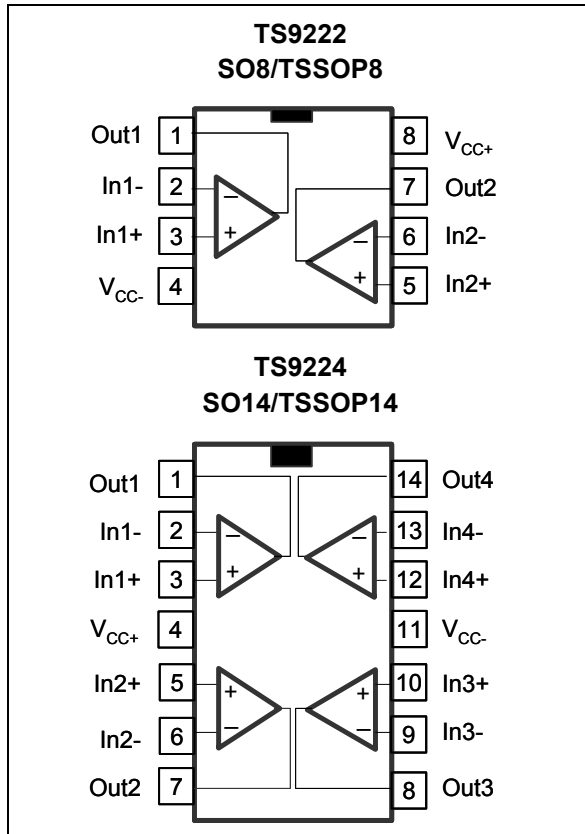 TS9222
SO8/TSSOP8
Out1 1 8 VCC+
In1- 2 − 7 Out2
In1+ 3 + − 6 In2-
VCC- 4 + 5 In2+
TS9224
SO14/TSSOP14
Out1 1 14 Out4
In1- 2 − − 13 In4-
In1+ 3 + + 12 In4+
VCC+ 4 11 VCC-
In2+ 5 + + 10 In3+
In2- 6 − − 9 In3-
Out2 7 8 Out3